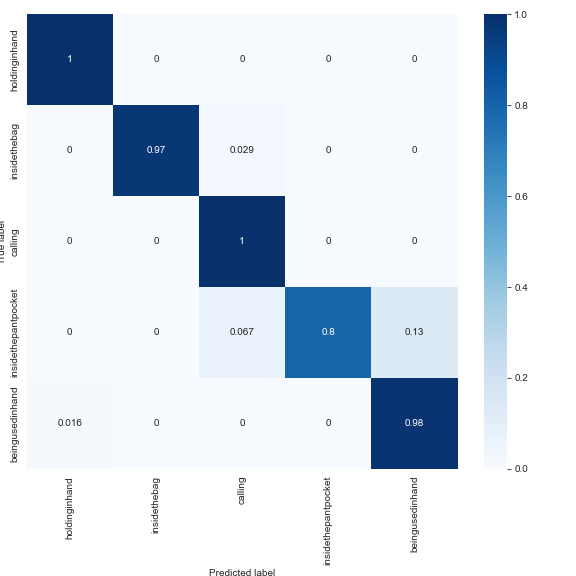 holdinginhand 1 0 0 0 0
insidethebag 0 0.97 0.029 0 0
True label
calling 0 0 1 0 0
insidethepantpocket 0 0 0.067 0.8 0.13
beingusedinhand 0.016 0 0 0 0.98
holdinginhand insidethebag calling insidethepantpocket beingusedinhand
Predicted label
1.0
0.8
0.6
0.4
0.2
0.0